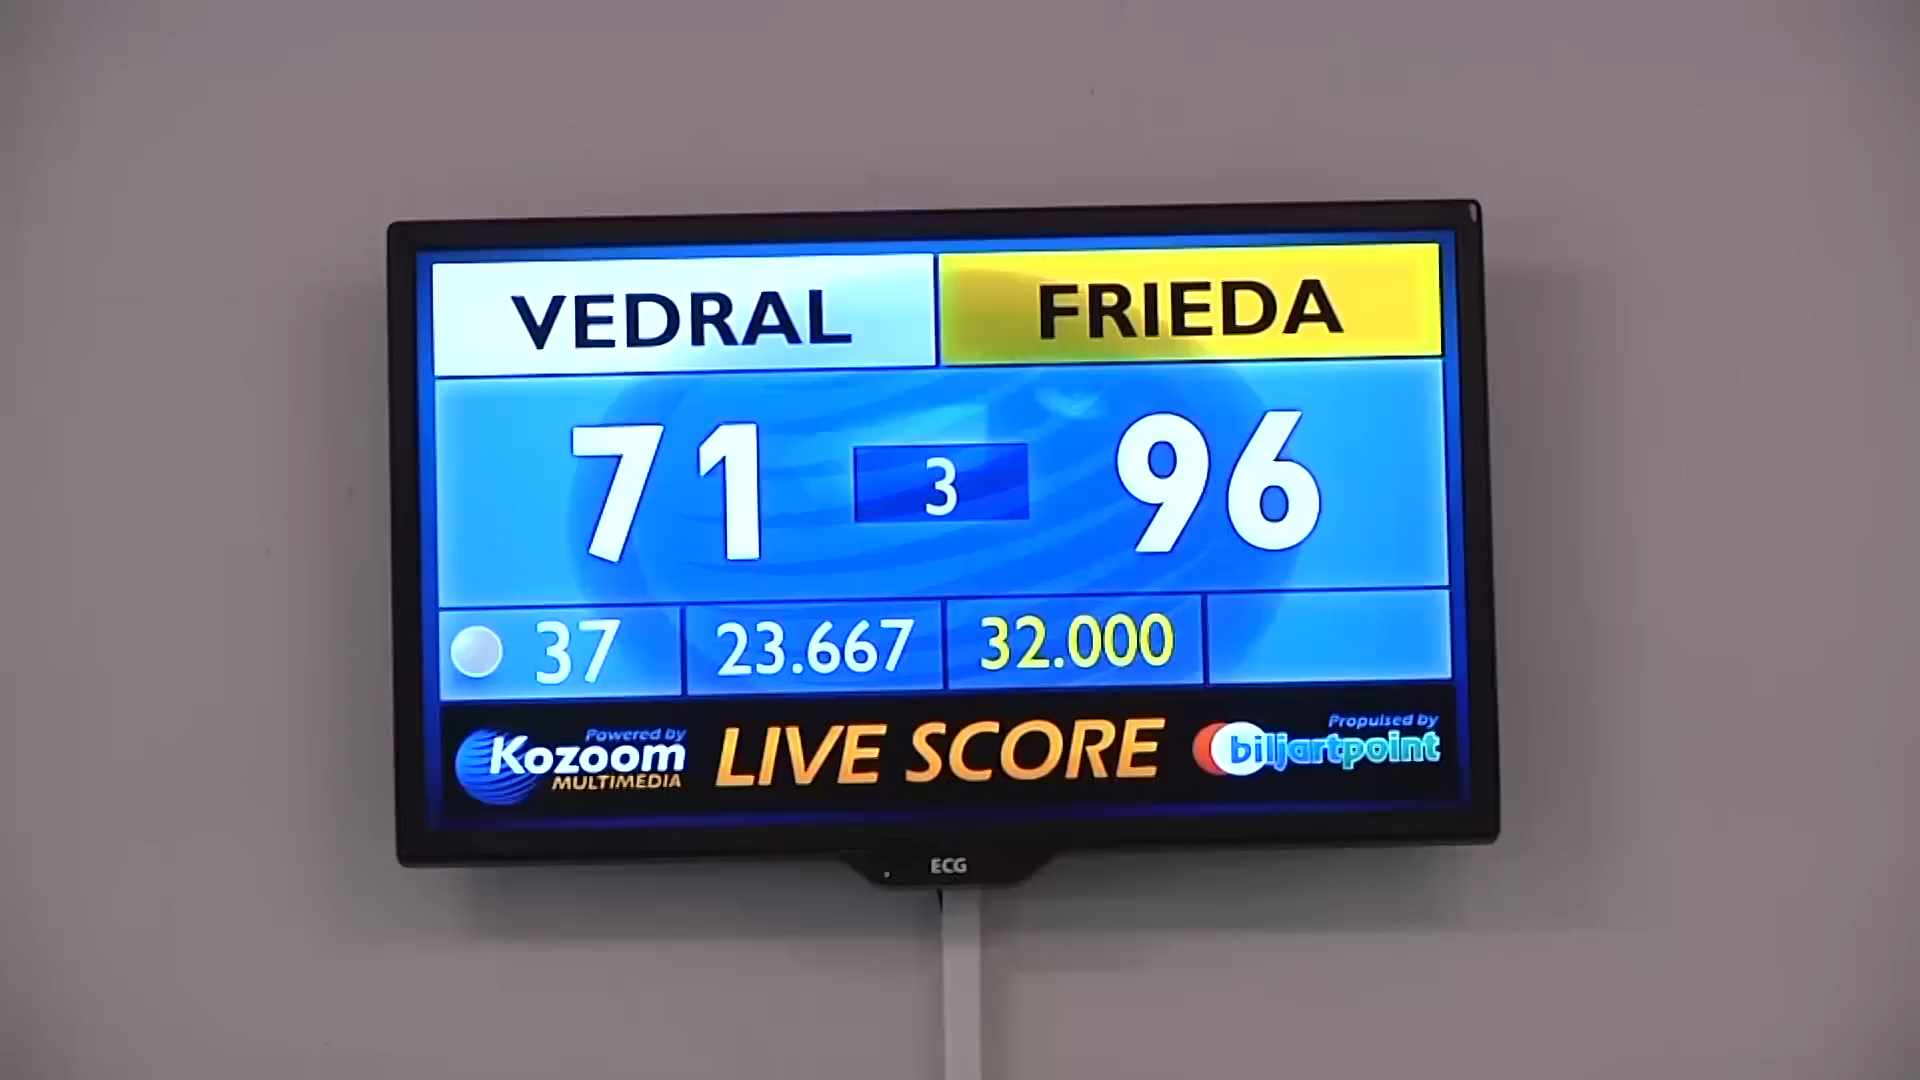 VEDRAL FRIEDA
71 3 96
37 23.667 32.000
Powered by
Kozoom
MULTIMEDIA
LIVE SCORE
Propulsed by
biljartpoint
ECG